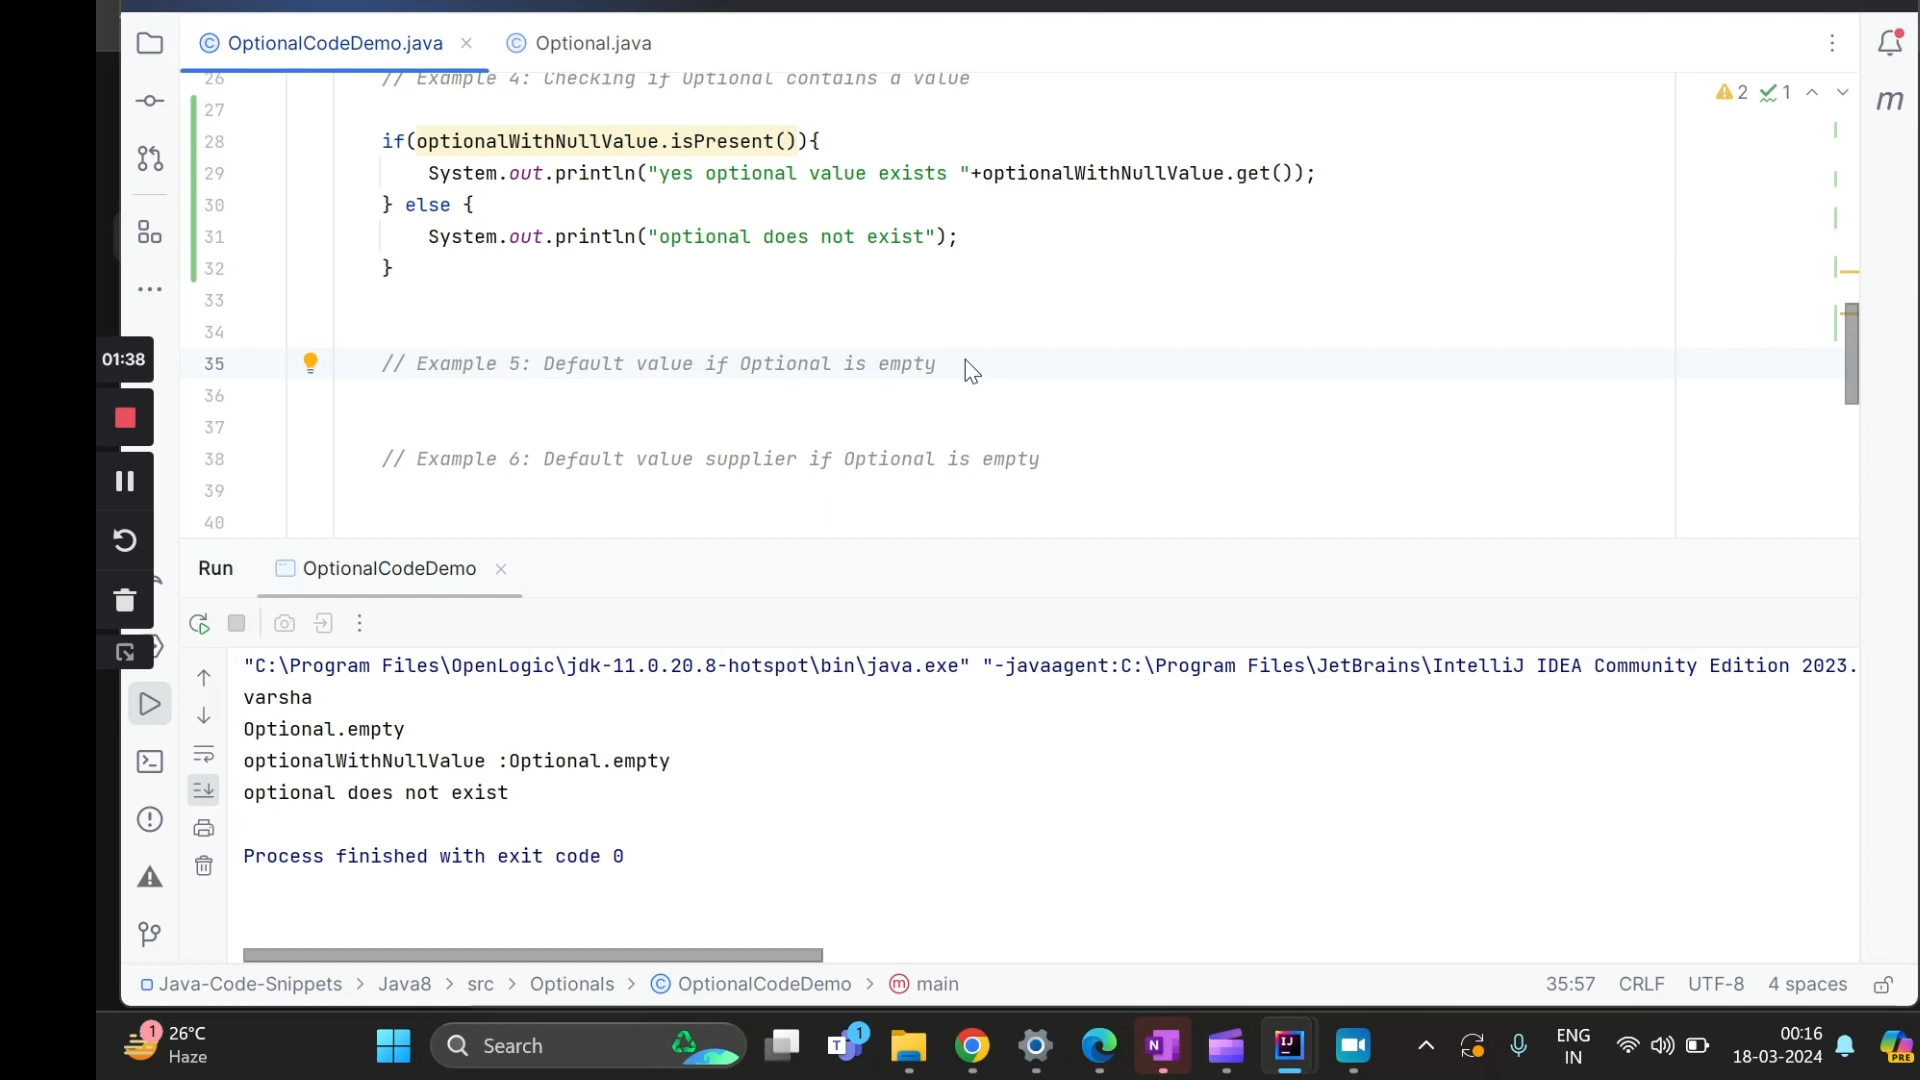 OptionalCodeDemo.java
Optional.java
26 // Example 4: Checking if Optional contains a value
2 1
27
28 if(optionalWithNullValue.isPresent()){
29 System.out.println("yes optional value exists "+optionalWithNullValue.get());
30 } else {
31 System.out.println("optional does not exist");
32 }
33
34
35 // Example 5: Default value if Optional is empty
36
37
38 // Example 6: Default value supplier if Optional is empty
39
40
01:38
Run OptionalCodeDemo
"C:\Program Files\OpenLogic\jdk-11.0.20.8-hotspot\bin\java.exe" "-javaagent:C:\Program Files\JetBrains\IntelliJ IDEA Community Edition 2023.
varsha
Optional.empty
optionalWithNullValue :Optional.empty
optional does not exist
Process finished with exit code 0
Java-Code-Snippets > Java8 > src > Optionals > OptionalCodeDemo > main
35:57 CRLF UTF-8 4 spaces
1
26°C
Haze
Search
1
ENG
IN
00:16
18-03-2024
PRE